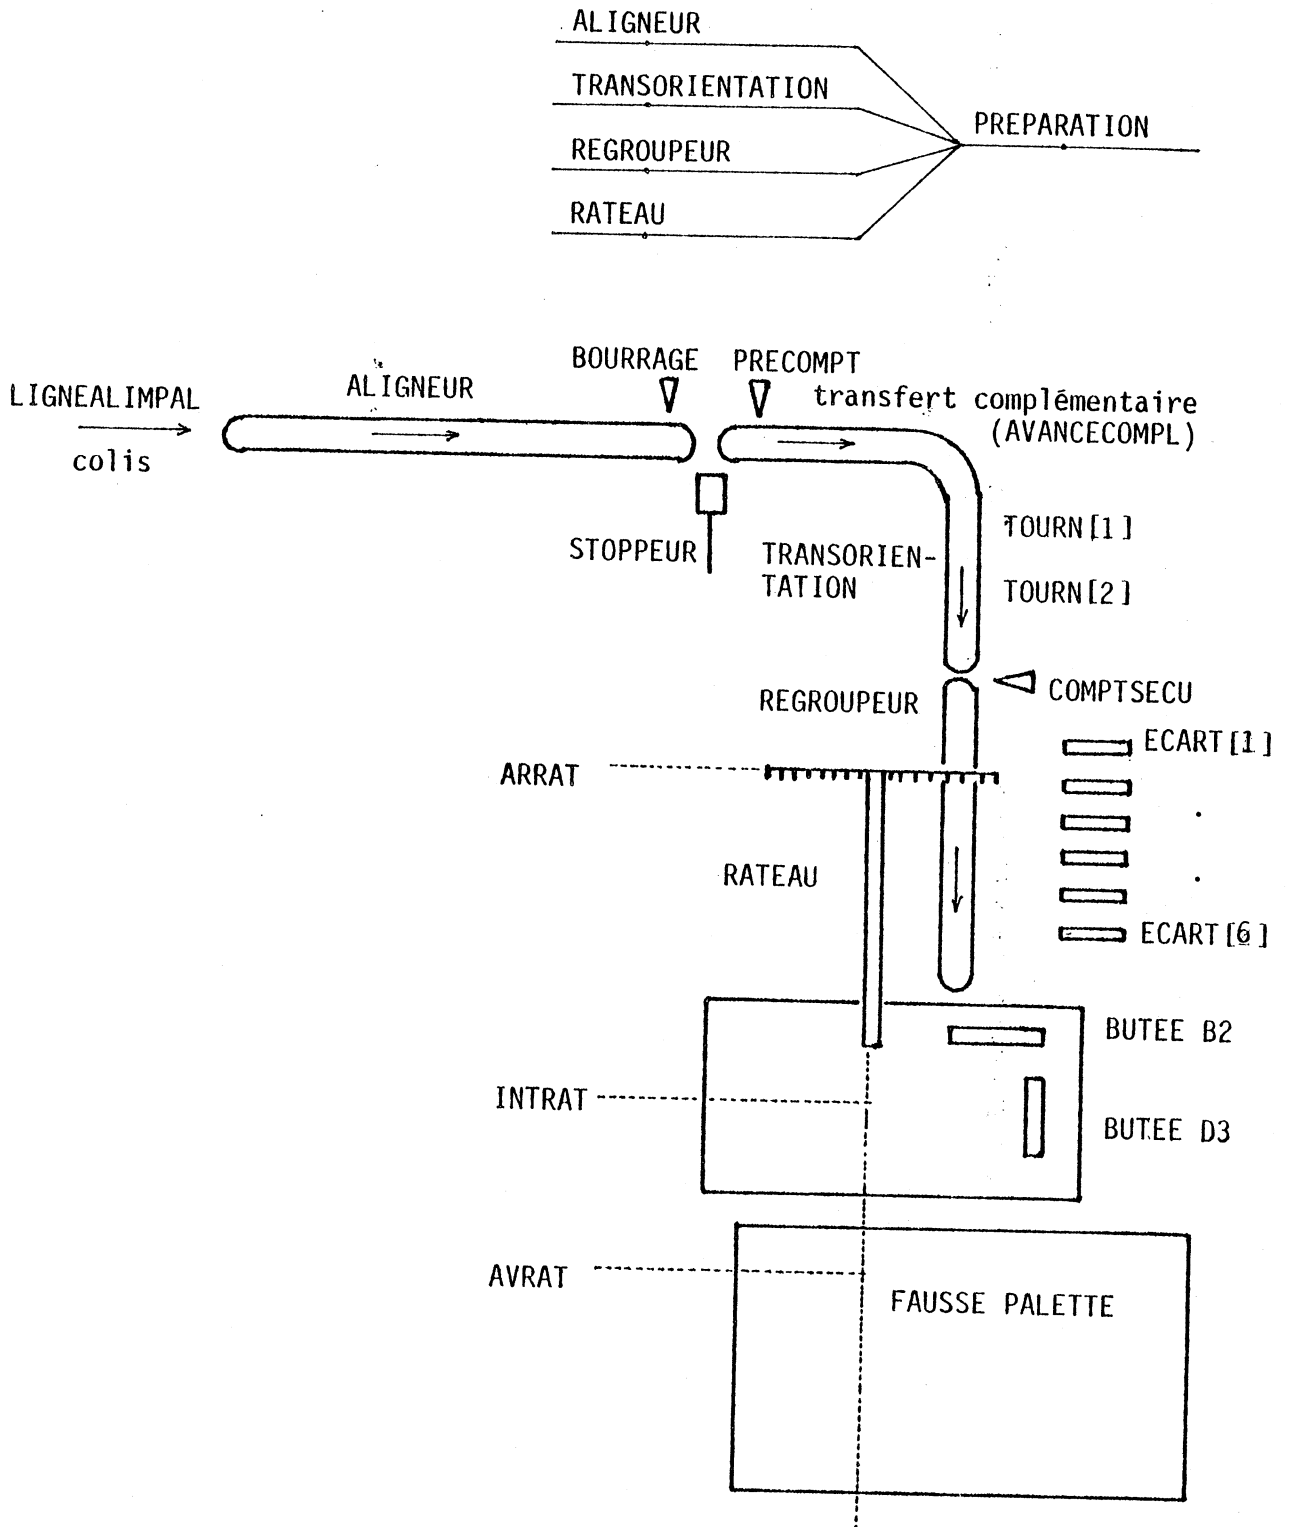 ALIGNEUR
TRANSORIENTATION
PREPARATION
REGROUPEUR
RATEAU
BOURRAGE
PRECOMPT
LIGNEALIMPAL
ALIGNEUR
transfert complémentaire
(AVANCECOMPL)
colis
TOURN[1]
STOPPEUR
TRANSORIEN-
TATION
TOURN[2]
REGROUPEUR
COMPTSECU
ECART[1]
ARRAT
RATEAU
ECART[6]
BUTEE B2
INTRAT
BUTEE D3
AVRAT
FAUSSE PALETTE